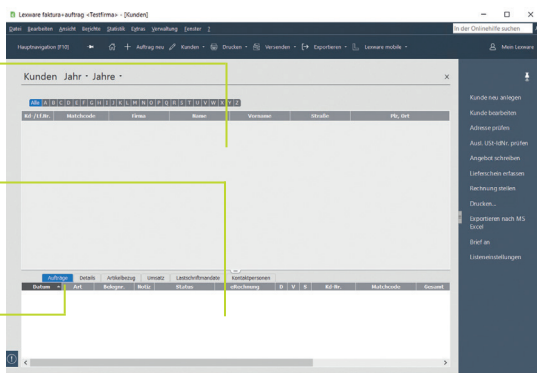 Lexware faktura+auftrag <Testfirma> - [Kunden]
Datei Bearbeiten Ansicht Berichte Statistik Extras Verwaltung Fenster ?
In der Onlinehilfe suchen
Hauptnavigation (F10) Auftrag neu Kunden Drucken Versenden Exportieren Lexware mobile Mein Lexware
Kunden Jahr - Jahre -
Alle A B C D E F G H I J K L M N O P Q R S T U V W X Y Z
Kd-/Lf.Nr. Matchcode Firma Name Vorname Straße Plz, Ort
Kunde neu anlegen
Kunde bearbeiten
Adresse prüfen
Ausl. USt-IdNr. prüfen
Angebot schreiben
Lieferschein erfassen
Rechnung stellen
Drucken...
Exportieren nach MS
Excel
Brief an
Listeneinstellungen
Aufträge Details Artikelbezug Umsatz Lastschriftmandate Kontaktpersonen
Datum Art Belegnr. Notiz Status eRechnung D V S Kd-Nr. Matchcode Gesamt